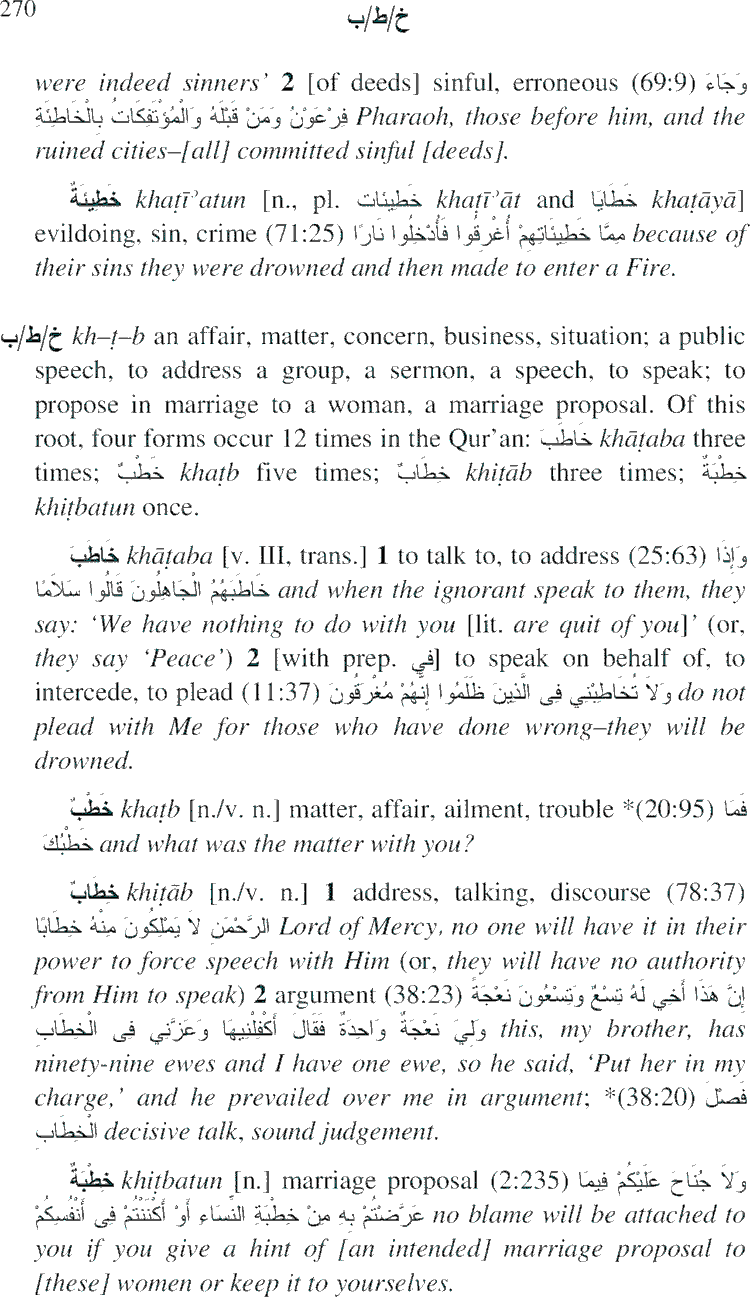 270
خ/ط/ب
were indeed sinners’ 2 [of deeds] sinful, erroneous (69:9) وَجَاءَ
فِرْعَوْنُ وَمَنْ قَبْلَهُ وَالْمُؤْتَفِكَاتُ بِالْخَاطِئَةِ Pharaoh, those before him, and the
ruined cities–[all] committed sinful [deeds].
خَطِيئَةٌ khaṭīʾatun [n., pl. خَطِيئَات khaṭīʾāt and خَطَايَا khaṭāyā]
evildoing, sin, crime (71:25) مِمَّا خَطِيئَاتِهِمْ أُغْرِقُوا فَأُدْخِلُوا نَارًا because of
their sins they were drowned and then made to enter a Fire.
خ/ط/ب kh–ṭ–b an affair, matter, concern, business, situation; a public
speech, to address a group, a sermon, a speech, to speak; to
propose in marriage to a woman, a marriage proposal. Of this
root, four forms occur 12 times in the Qur’an: خَاطَبَ khāṭaba three
times; خَطْبٌ khaṭb five times; خِطَابٌ khiṭāb three times; خِطْبَةٌ
khiṭbatun once.
خَاطَبَ khāṭaba [v. III, trans.] 1 to talk to, to address (25:63) وَإِذَا
خَاطَبَهُمُ الْجَاهِلُونَ قَالُوا سَلَامًا and when the ignorant speak to them, they
say: ‘We have nothing to do with you [lit. are quit of you]’ (or,
they say ‘Peace’) 2 [with prep. فِي] to speak on behalf of, to
intercede, to plead (11:37) وَلَا تُخَاطِبْنِي فِى الَّذِينَ ظَلَمُوا إِنَّهُمْ مُغْرَقُونَ do not
plead with Me for those who have done wrong–they will be
drowned.
خَطْبٌ khaṭb [n./v. n.] matter, affair, ailment, trouble *(20:95) فَمَا
خَطْبُكَ and what was the matter with you?
خِطَابٌ khiṭāb [n./v. n.] 1 address, talking, discourse (78:37)
الرَّحْمَنِ لَا يَمْلِكُونَ مِنْهُ خِطَابًا Lord of Mercy, no one will have it in their
power to force speech with Him (or, they will have no authority
from Him to speak) 2 argument (38:23) إِنَّ هَذَا أَخِي لَهُ تِسْعٌ وَتِسْعُونَ نَعْجَةً
وَلِيَ نَعْجَةٌ وَاحِدَةٌ فَقَالَ أَكْفِلْنِيهَا وَعَزَّنِي فِى الْخِطَابِ this, my brother, has
ninety-nine ewes and I have one ewe, so he said, ‘Put her in my
charge,’ and he prevailed over me in argument; *(38:20) فَصْلَ
الْخِطَابِ decisive talk, sound judgement.
خِطْبَةٌ khiṭbatun [n.] marriage proposal (2:235) وَلَا جُنَاحَ عَلَيْكُمْ فِيمَا
عَرَّضْتُمْ بِهِ مِنْ خِطْبَةِ النِّسَاءِ أَوْ أَكْنَنْتُمْ فِى أَنْفُسِكُمْ no blame will be attached to
you if you give a hint of [an intended] marriage proposal to
[these] women or keep it to yourselves.